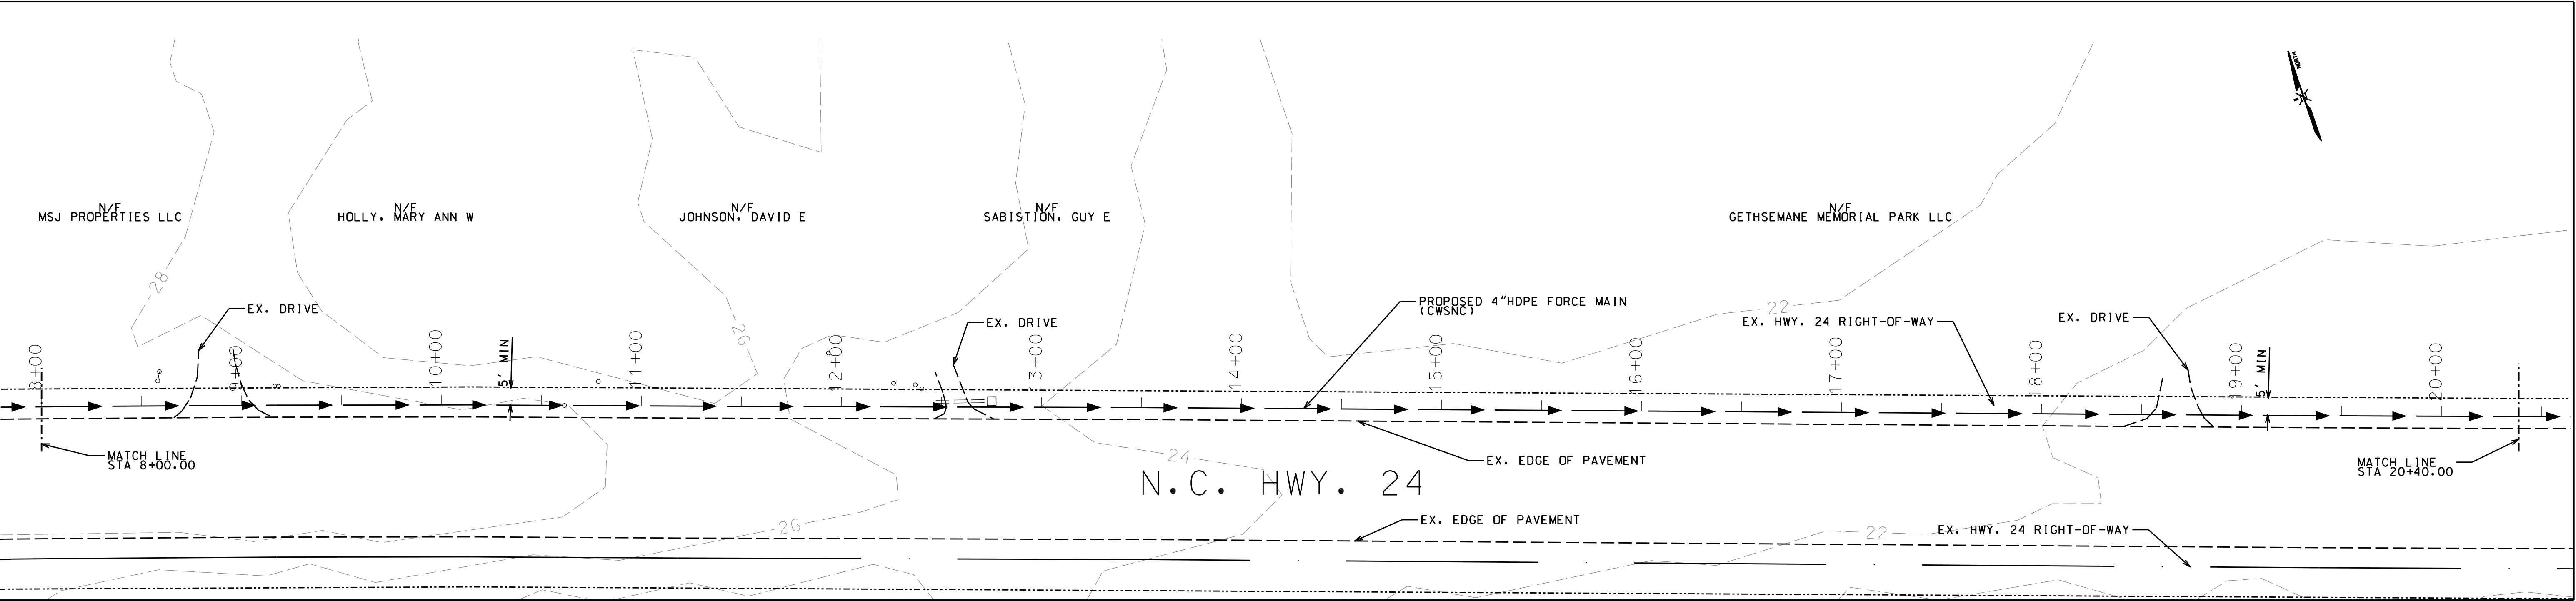 NORTH
N/F
MSJ PROPERTIES LLC
N/F
HOLLY, MARY ANN W
N/F
JOHNSON, DAVID E
N/F
SABISTION, GUY E
N/F
GETHSEMANE MEMORIAL PARK LLC
28
EX. DRIVE
26
EX. DRIVE
PROPOSED 4"HDPE FORCE MAIN
(CWSNC)
22
EX. HWY. 24 RIGHT-OF-WAY
EX. DRIVE
8+00
9+00
10+00
5' MIN
11+00
12+00
13+00
14+00
15+00
16+00
17+00
18+00
19+00
5' MIN
20+00
MATCH LINE
STA 8+00.00
24
EX. EDGE OF PAVEMENT
MATCH LINE
STA 20+40.00
N.C. HWY. 24
26
EX. EDGE OF PAVEMENT
22
EX. HWY. 24 RIGHT-OF-WAY